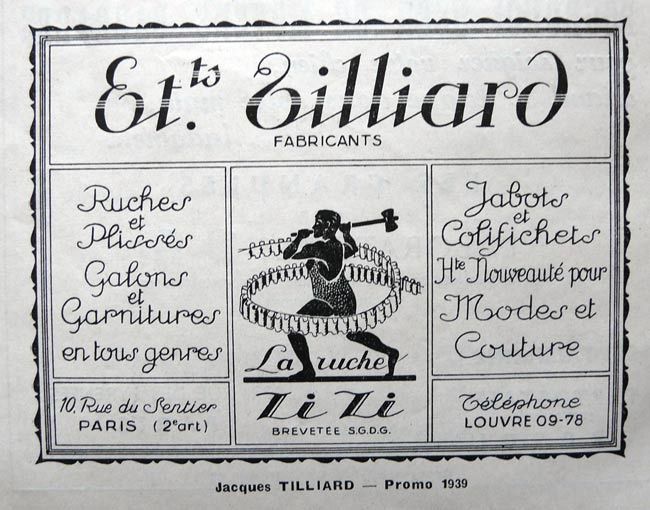 Et.ts Tilliard
FABRICANTS
Ruches
et
Plissés
Galons
et
Garnitures
en tous genres
La ruche
Zi Zi
BREVETÉE S.G.D.G.
Jabots
et
Colifichets
Hte Nouveauté pour
Modes et
Couture
10, Rue du Sentier
PARIS (2e art)
Téléphone
LOUVRE 09-78
Jacques TILLIARD — Promo 1939